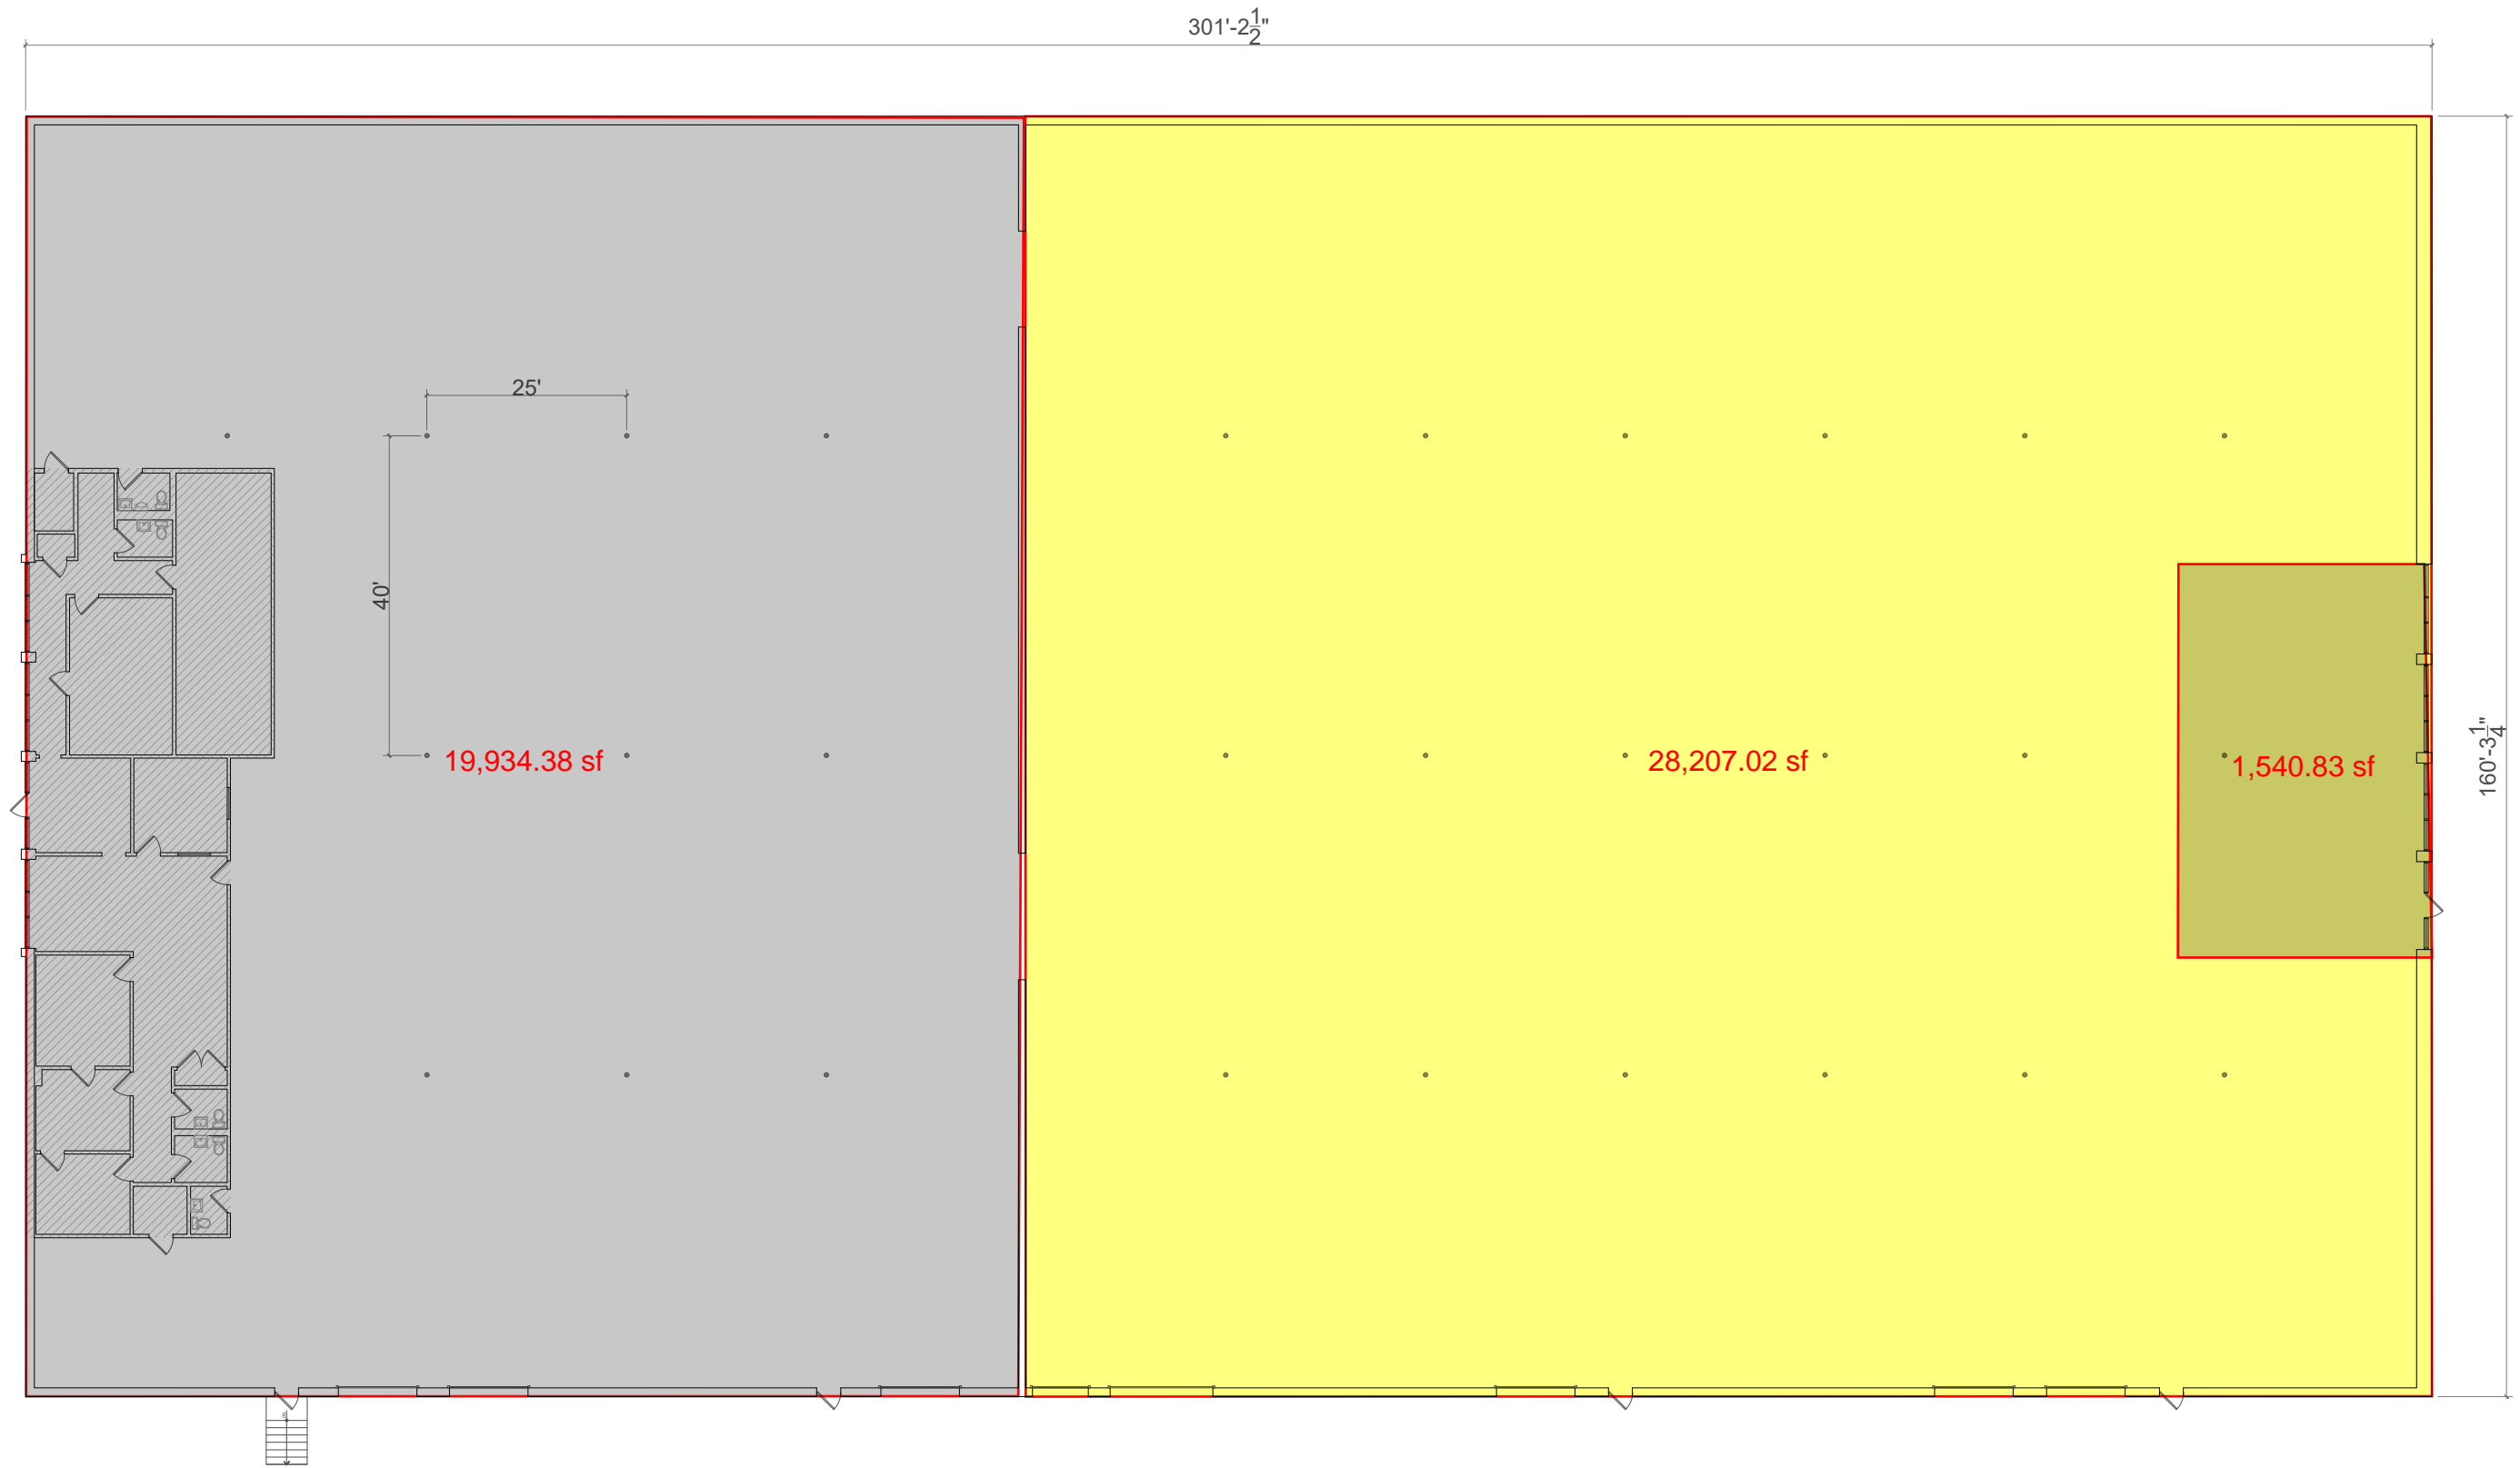 301'-2 1/2"
25'
40'
19,934.38 sf
28,207.02 sf
1,540.83 sf
160'-3 1/4"